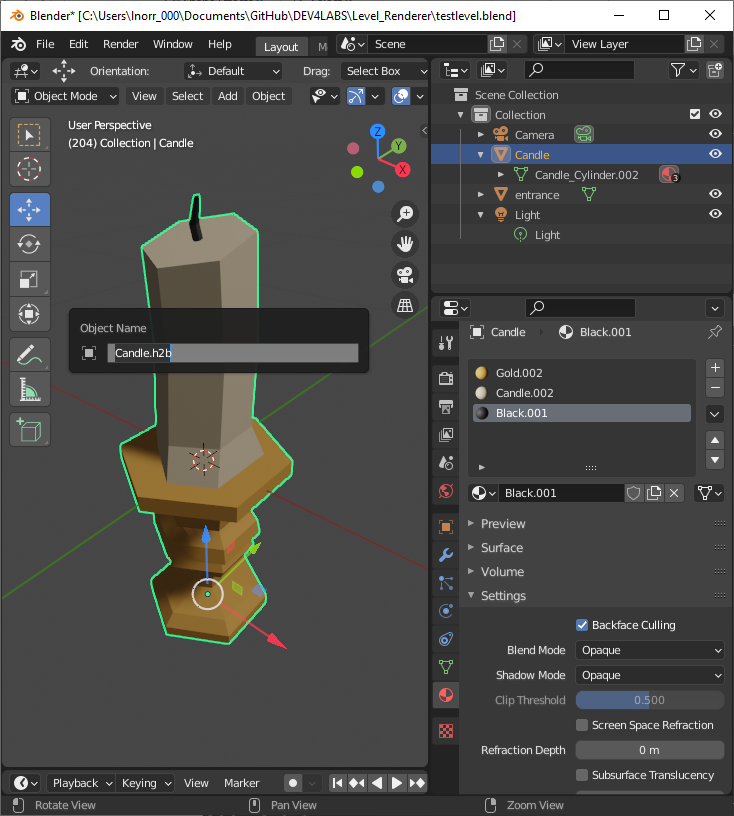 Blender* [C:\Users\lnorr_000\Documents\GitHub\DEV4LABS\Level_Renderer\testlevel.blend]
File Edit Render Window Help Layout M Scene View Layer
Orientation: Default Drag: Select Box
Object Mode View Select Add Object
User Perspective
(204) Collection | Candle
Z
Y
X
Object Name
Candle.h2b
Scene Collection
Collection
Camera
Candle
Candle_Cylinder.002 3
entrance
Light
Light
Candle Black.001
Gold.002
Candle.002
Black.001
Black.001
Preview
Surface
Volume
Settings
Backface Culling
Blend Mode Opaque
Shadow Mode Opaque
Clip Threshold 0.500
Screen Space Refraction
Refraction Depth 0 m
Subsurface Translucency
Playback Keying View Marker
Rotate View Pan View Zoom View